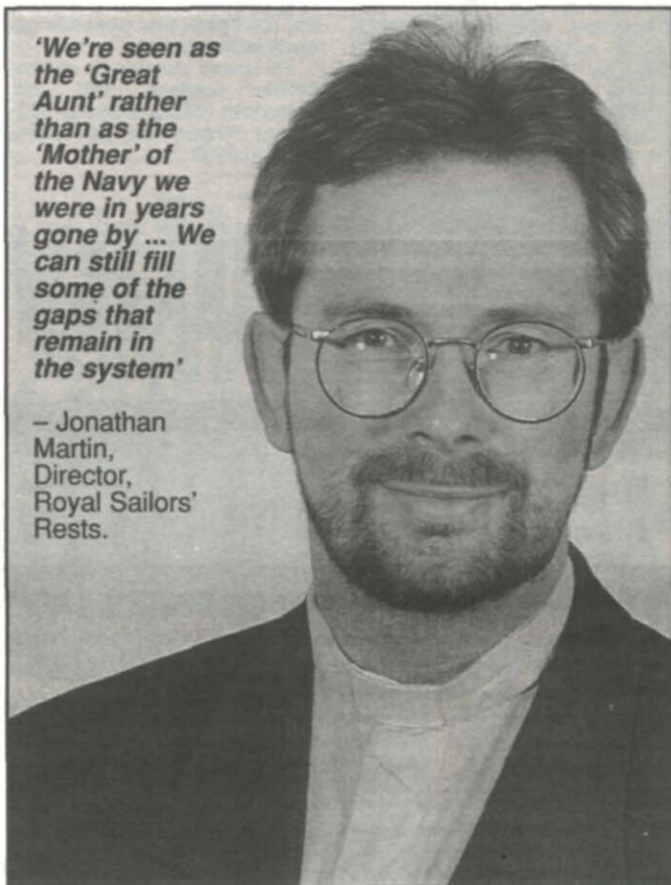 'We're seen as
the 'Great
Aunt' rather
than as the
'Mother' of
the Navy we
were in years
gone by ... We
can still fill
some of the
gaps that
remain in
the system'
– Jonathan
Martin,
Director,
Royal Sailors'
Rests.